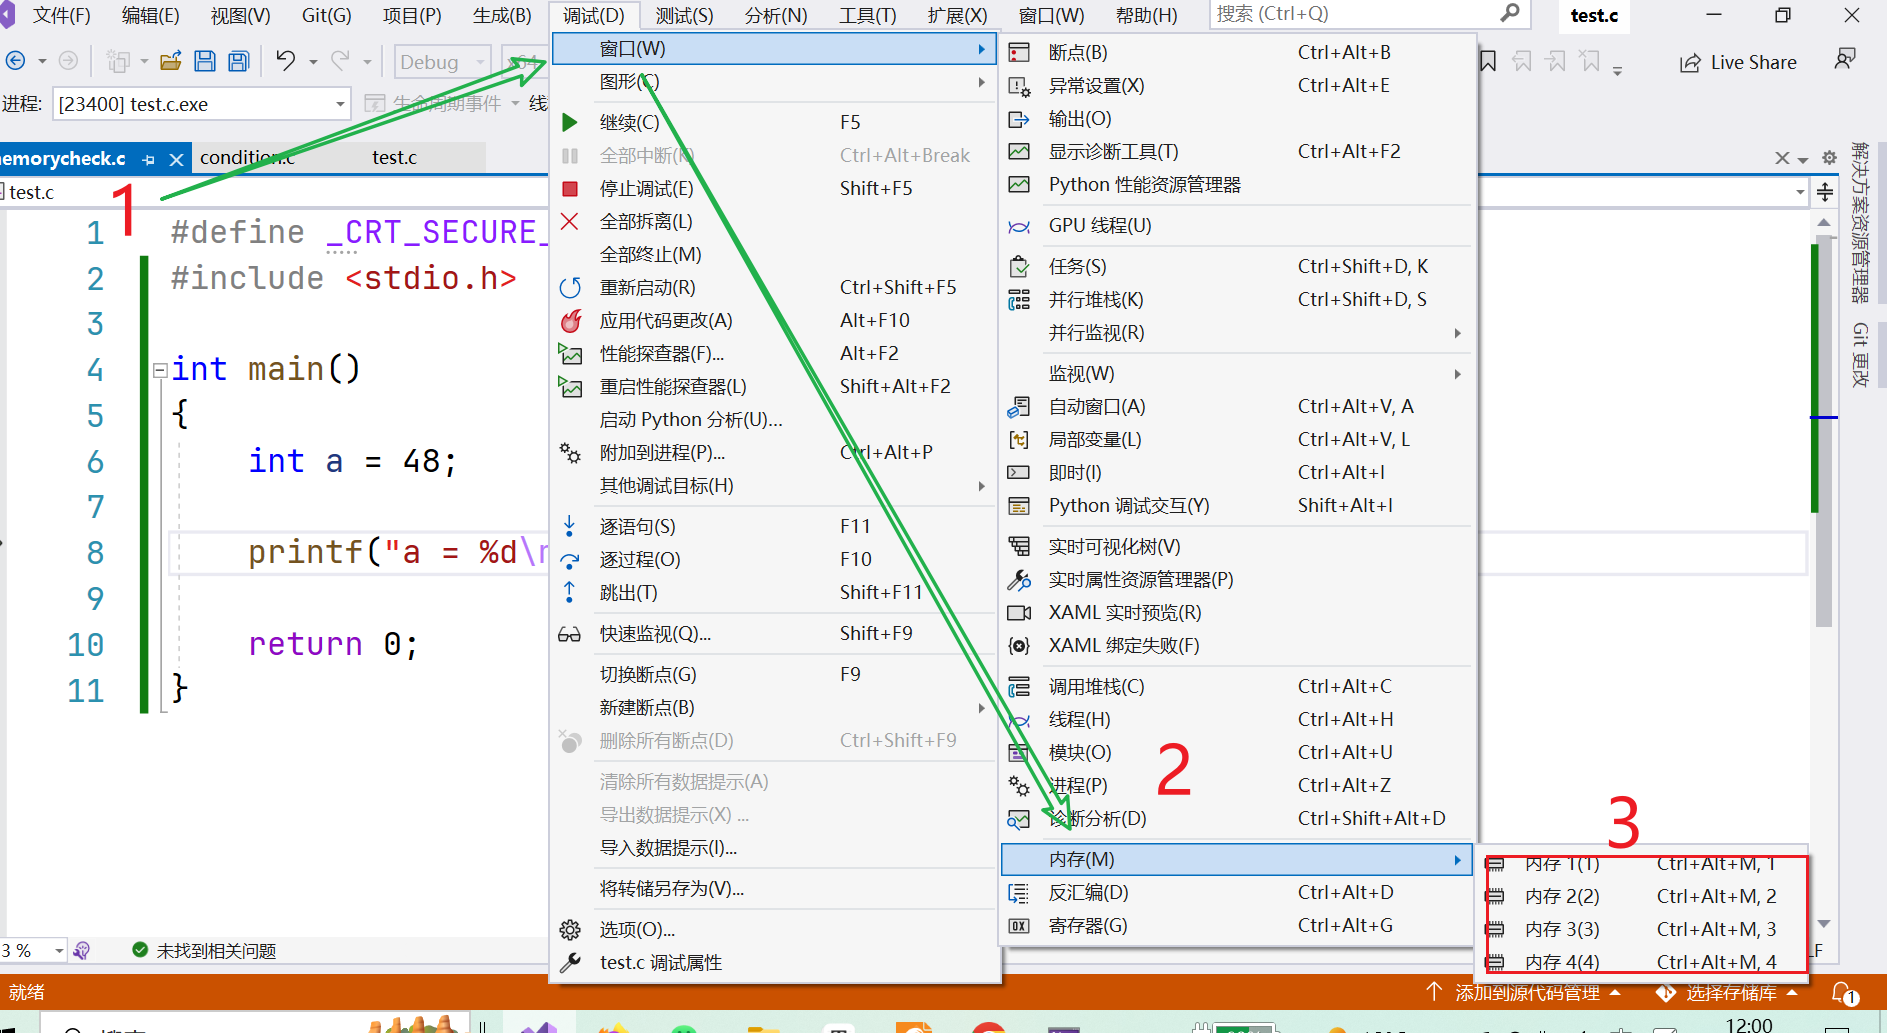 文件(F) 编辑(E) 视图(V) Git(G) 项目(P) 生成(B) 调试(D) 测试(S) 分析(N) 工具(T) 扩展(X) 窗口(W) 帮助(H) 搜索 (Ctrl+Q) test.c
Debug x64 Live Share
进程: [23400] test.c.exe 生命周期事件 线
emorycheck.c condition.c test.c
test.c
1 #define _CRT_SECURE_
2 #include <stdio.h>
3
4 int main()
5 {
6 int a = 48;
7
8 printf("a = %d\n
9
10 return 0;
11 }
3 % 未找到相关问题
就绪
窗口(W)
图形(C)
继续(C) F5
全部中断(K) Ctrl+Alt+Break
停止调试(E) Shift+F5
全部拆离(L)
全部终止(M)
重新启动(R) Ctrl+Shift+F5
应用代码更改(A) Alt+F10
性能探查器(F)... Alt+F2
重启性能探查器(L) Shift+Alt+F2
启动 Python 分析(U)...
附加到进程(P)... Ctrl+Alt+P
其他调试目标(H)
逐语句(S) F11
逐过程(O) F10
跳出(T) Shift+F11
快速监视(Q)... Shift+F9
切换断点(G) F9
新建断点(B)
删除所有断点(D) Ctrl+Shift+F9
清除所有数据提示(A)
导出数据提示(X) ...
导入数据提示(I)...
将转储另存为(V)...
选项(O)...
test.c 调试属性
断点(B) Ctrl+Alt+B
异常设置(X) Ctrl+Alt+E
输出(O)
显示诊断工具(T) Ctrl+Alt+F2
Python 性能资源管理器
GPU 线程(U)
任务(S) Ctrl+Shift+D, K
并行堆栈(K) Ctrl+Shift+D, S
并行监视(R)
监视(W)
自动窗口(A) Ctrl+Alt+V, A
局部变量(L) Ctrl+Alt+V, L
即时(I) Ctrl+Alt+I
Python 调试交互(Y) Shift+Alt+I
实时可视化树(V)
实时属性资源管理器(P)
XAML 实时预览(R)
XAML 绑定失败(F)
调用堆栈(C) Ctrl+Alt+C
线程(H) Ctrl+Alt+H
模块(O) Ctrl+Alt+U
进程(P) Ctrl+Alt+Z
诊断分析(D) Ctrl+Shift+Alt+D
内存(M)
反汇编(D) Ctrl+Alt+D
寄存器(G) Ctrl+Alt+G
内存 1(1) Ctrl+Alt+M, 1
内存 2(2) Ctrl+Alt+M, 2
内存 3(3) Ctrl+Alt+M, 3
内存 4(4) Ctrl+Alt+M, 4
1
2
3
解决方案资源管理器
Git 更改
LF
添加到源代码管理 选择存储库 1
12:00